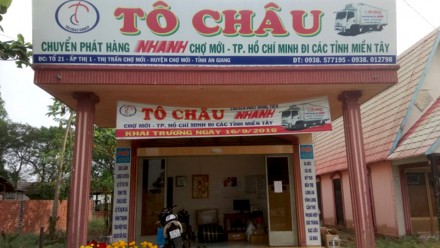 TÔ CHÂU
CHUYỂN PHÁT HÀNG NHANH CHỢ MỚI - TP. HỒ CHÍ MINH ĐI CÁC TỈNH MIỀN TÂY
ĐC: TỔ 21 - ẤP THỊ 1 - THỊ TRẤN CHỢ MỚI - HUYỆN CHỢ MỚI - TỈNH AN GIANG ĐT: 0938. 577195 - 0938. 012798
TÔ CHÂU
CHUYỂN PHÁT HÀNG TIỀN
NHANH
CHỢ MỚI - TP. HỒ CHÍ MINH ĐI CÁC TỈNH MIỀN TÂY
KHAI TRƯƠNG NGÀY 16/9/2016